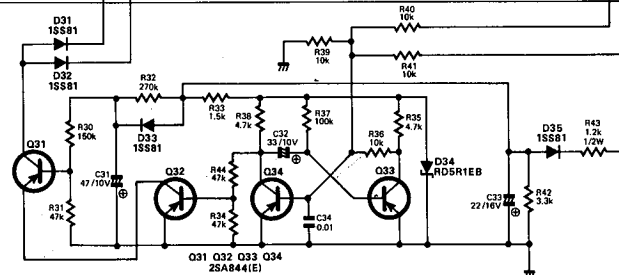 D31
1SS81
D32
1SS81
R40
10k
R39
10k
R41
10k
R32
270k
R33
1.5k
R38
4.7k
R37
100k
R35
4.7k
C32
33/10V
R36
10k
D35
1SS81
R43
1.2k
1/2W
Q31
R30
150k
D33
1SS81
D34
RD5R1EB
C31
47/10V
Q32
R44
47k
Q34
Q33
R31
47k
R34
47k
C34
0.01
C33
22/16V
R42
3.3k
Q31 Q32 Q33 Q34
2SA844(E)